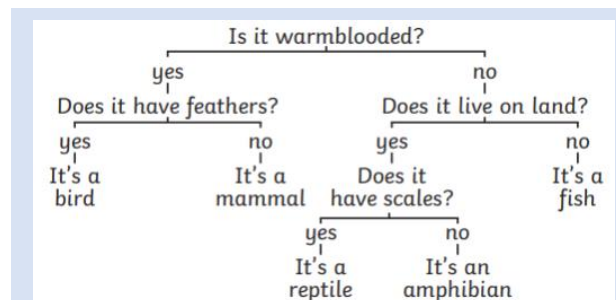 Is it warmblooded?
yes no
Does it have feathers? Does it live on land?
yes no yes no
It's a It's a Does it It's a
bird mammal have scales? fish
yes no
It's a It's an
reptile amphibian